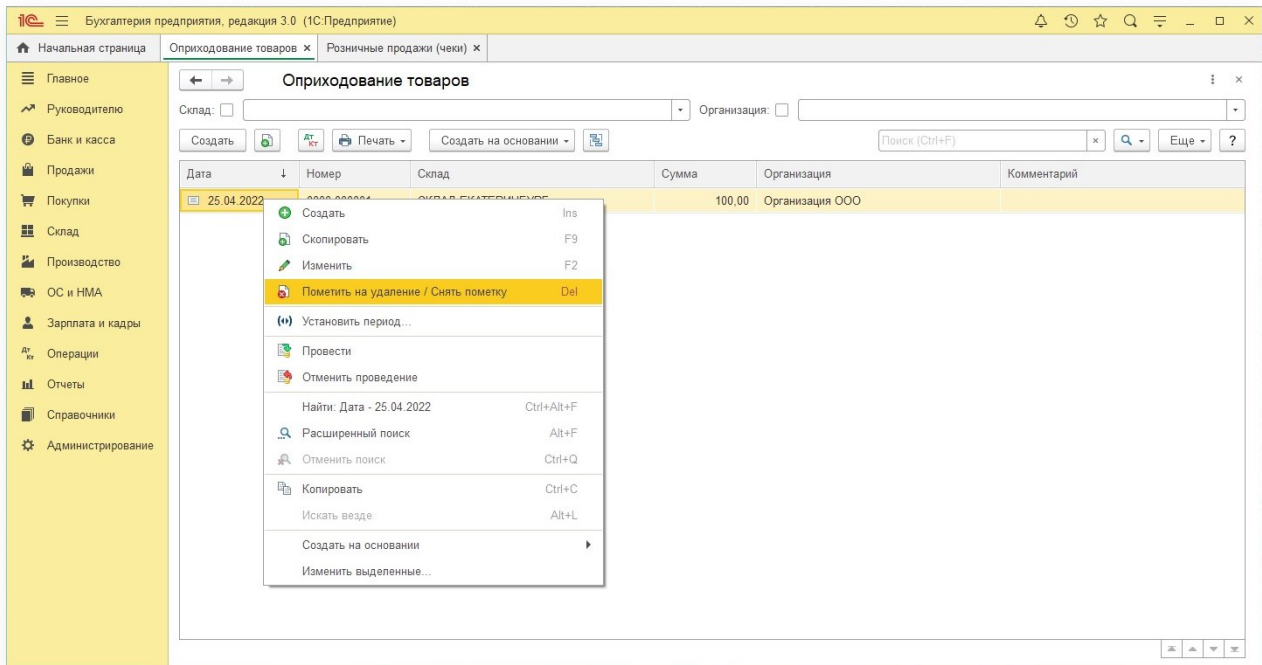 1С Бухгалтерия предприятия, редакция 3.0 (1С:Предприятие)
Начальная страница Оприходование товаров × Розничные продажи (чеки) ×
Главное
Руководителю
Банк и касса
Продажи
Покупки
Склад
Производство
ОС и НМА
Зарплата и кадры
Операции
Отчеты
Справочники
Администрирование
Оприходование товаров
Склад: Организация:
Создать Дт Кт Печать Создать на основании Поиск (Ctrl+F) × Еще ?
Дата ↓ Номер Склад Сумма Организация Комментарий
25.04.2022 СКЛАД ЕКАТЕРИНБУРГ 100,00 Организация ООО
Создать Ins
Скопировать F9
Изменить F2
Пометить на удаление / Снять пометку Del
Установить период...
Провести
Отменить проведение
Найти: Дата - 25.04.2022 Ctrl+Alt+F
Расширенный поиск Alt+F
Отменить поиск Ctrl+Q
Копировать Ctrl+C
Искать везде Alt+L
Создать на основании
Изменить выделенные...